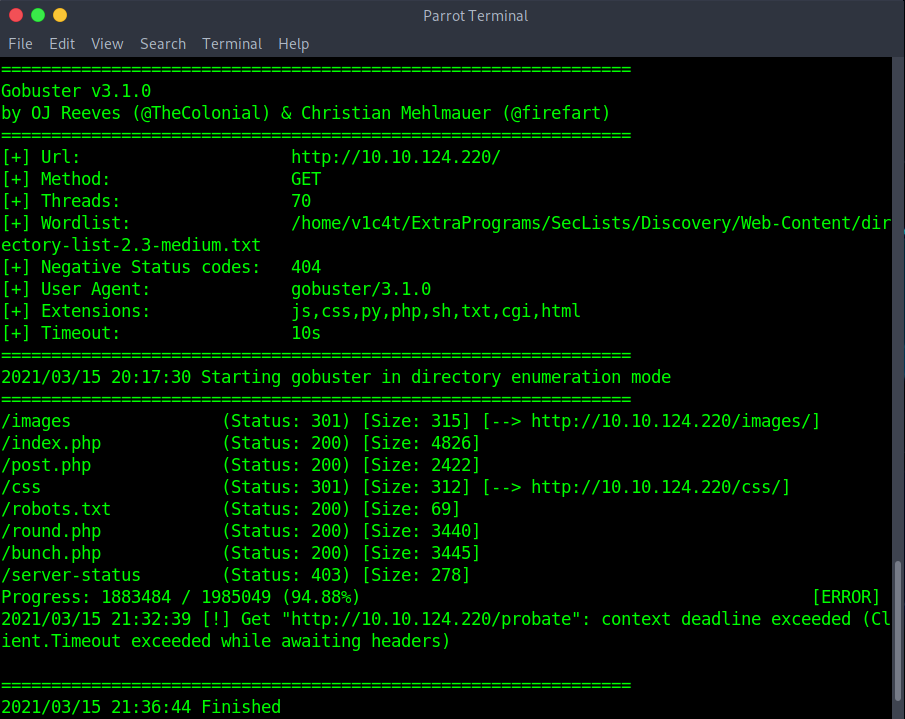 Parrot Terminal
File Edit View Search Terminal Help
===============================================================
Gobuster v3.1.0
by OJ Reeves (@TheColonial) & Christian Mehlmauer (@firefart)
===============================================================
[+] Url:                     http://10.10.124.220/
[+] Method:                  GET
[+] Threads:                 70
[+] Wordlist:                /home/v1c4t/ExtraPrograms/SecLists/Discovery/Web-Content/dir
ectory-list-2.3-medium.txt
[+] Negative Status codes:   404
[+] User Agent:              gobuster/3.1.0
[+] Extensions:              js,css,py,php,sh,txt,cgi,html
[+] Timeout:                 10s
===============================================================
2021/03/15 20:17:30 Starting gobuster in directory enumeration mode
===============================================================
/images               (Status: 301) [Size: 315] [--> http://10.10.124.220/images/]
/index.php            (Status: 200) [Size: 4826]
/post.php             (Status: 200) [Size: 2422]
/css                  (Status: 301) [Size: 312] [--> http://10.10.124.220/css/]
/robots.txt           (Status: 200) [Size: 69]
/round.php            (Status: 200) [Size: 3440]
/bunch.php            (Status: 200) [Size: 3445]
/server-status        (Status: 403) [Size: 278]
Progress: 1883484 / 1985049 (94.88%)                                             [ERROR]
2021/03/15 21:32:39 [!] Get "http://10.10.124.220/probate": context deadline exceeded (Cl
ient.Timeout exceeded while awaiting headers)
===============================================================
2021/03/15 21:36:44 Finished